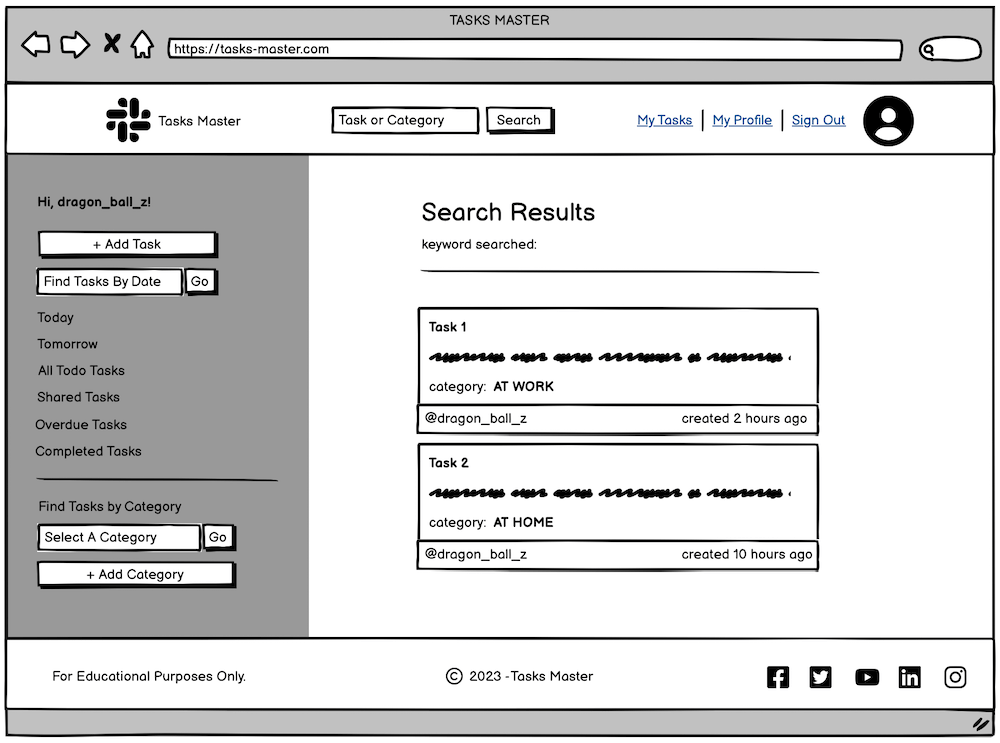 TASKS MASTER
https://tasks-master.com
Tasks Master
Task or Category
Search
My Tasks
My Profile
Sign Out
Hi, dragon_ball_z!
+ Add Task
Find Tasks By Date
Go
Today
Tomorrow
All Todo Tasks
Shared Tasks
Overdue Tasks
Completed Tasks
Find Tasks by Category
Select A Category
Go
+ Add Category
Search Results
keyword searched:
Task 1
category: AT WORK
@dragon_ball_z
created 2 hours ago
Task 2
category: AT HOME
@dragon_ball_z
created 10 hours ago
For Educational Purposes Only.
© 2023 -Tasks Master